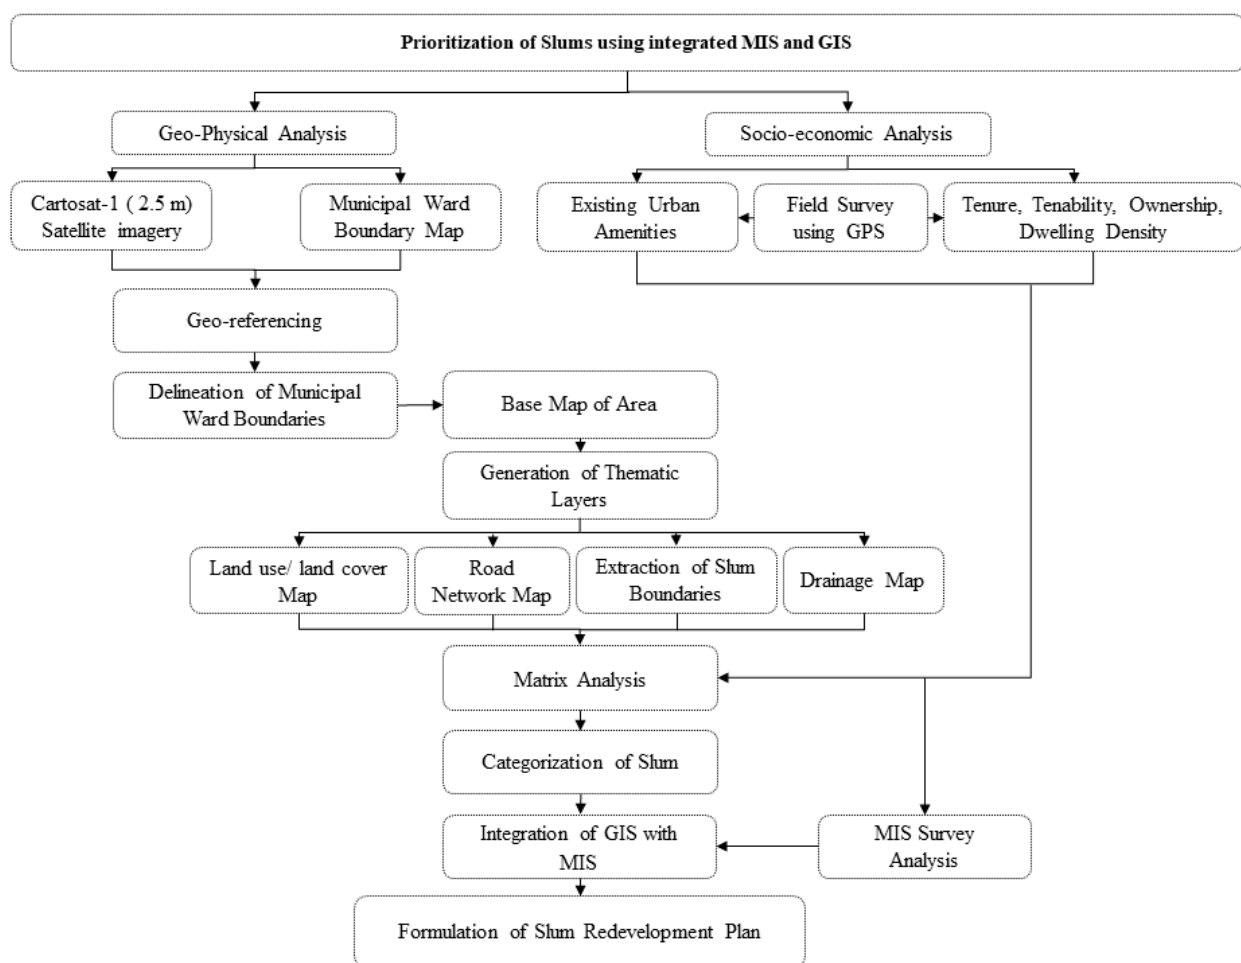 Prioritization of Slums using integrated MIS and GIS
Geo-Physical Analysis
Socio-economic Analysis
Cartosat-1 ( 2.5 m)
Satellite imagery
Municipal Ward
Boundary Map
Existing Urban
Amenities
Field Survey
using GPS
Tenure, Tenability, Ownership,
Dwelling Density
Geo-referencing
Delineation of Municipal
Ward Boundaries
Base Map of Area
Generation of Thematic
Layers
Land use/ land cover
Map
Road
Network Map
Extraction of Slum
Boundaries
Drainage Map
Matrix Analysis
Categorization of Slum
Integration of GIS with
MIS
MIS Survey
Analysis
Formulation of Slum Redevelopment Plan